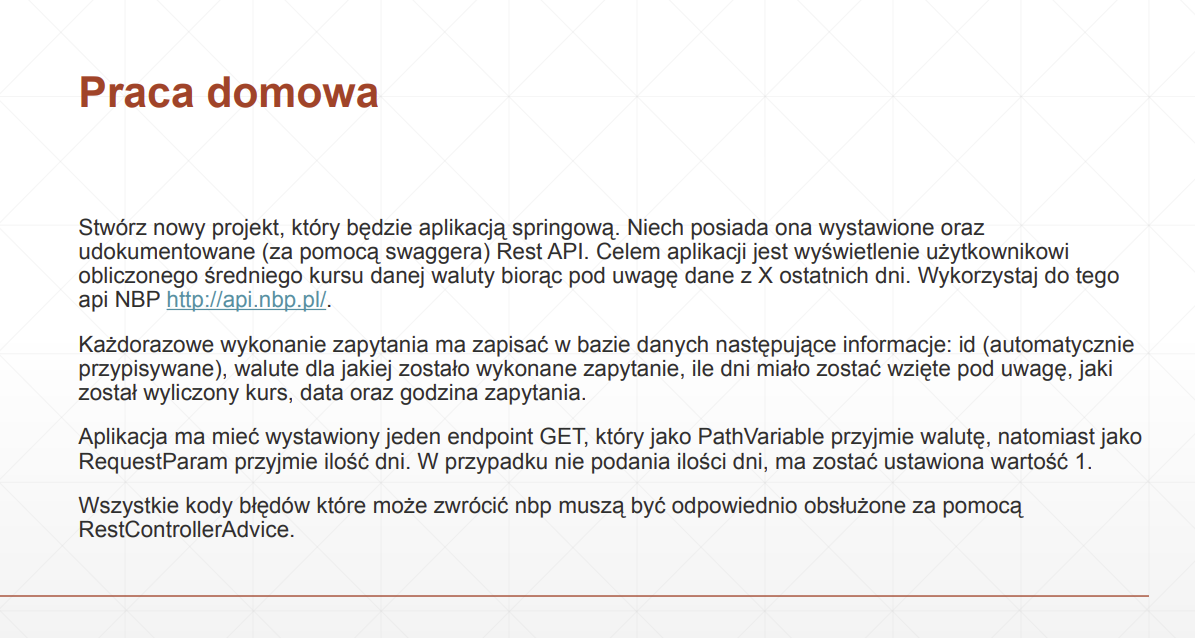 Praca domowa
Stwórz nowy projekt, który będzie aplikacją springową. Niech posiada ona wystawione oraz
udokumentowane (za pomocą swaggera) Rest API. Celem aplikacji jest wyświetlenie użytkownikowi
obliczonego średniego kursu danej waluty biorąc pod uwagę dane z X ostatnich dni. Wykorzystaj do tego
api NBP http://api.nbp.pl/.
Każdorazowe wykonanie zapytania ma zapisać w bazie danych następujące informacje: id (automatycznie
przypisywane), walute dla jakiej zostało wykonane zapytanie, ile dni miało zostać wzięte pod uwagę, jaki
został wyliczony kurs, data oraz godzina zapytania.
Aplikacja ma mieć wystawiony jeden endpoint GET, który jako PathVariable przyjmie walutę, natomiast jako
RequestParam przyjmie ilość dni. W przypadku nie podania ilości dni, ma zostać ustawiona wartość 1.
Wszystkie kody błędów które może zwrócić nbp muszą być odpowiednio obsłużone za pomocą
RestControllerAdvice.